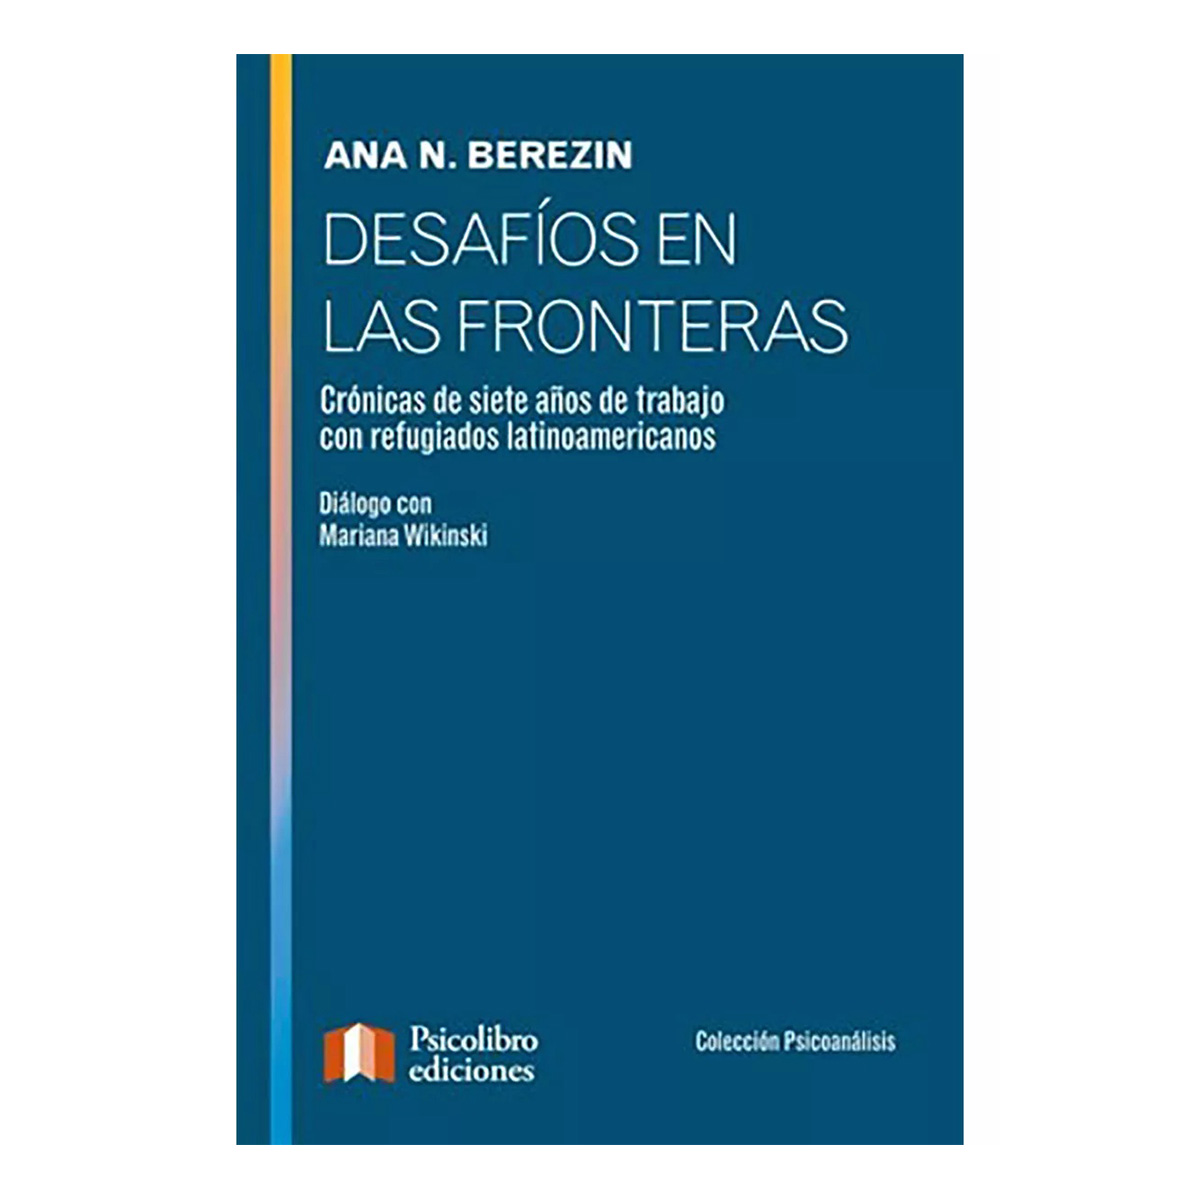 ANA N. BEREZIN
DESAFÍOS EN
LAS FRONTERAS
Crónicas de siete años de trabajo
con refugiados latinoamericanos
Diálogo con
Mariana Wikinski
Psicolibro
ediciones
Colección Psicoanálisis